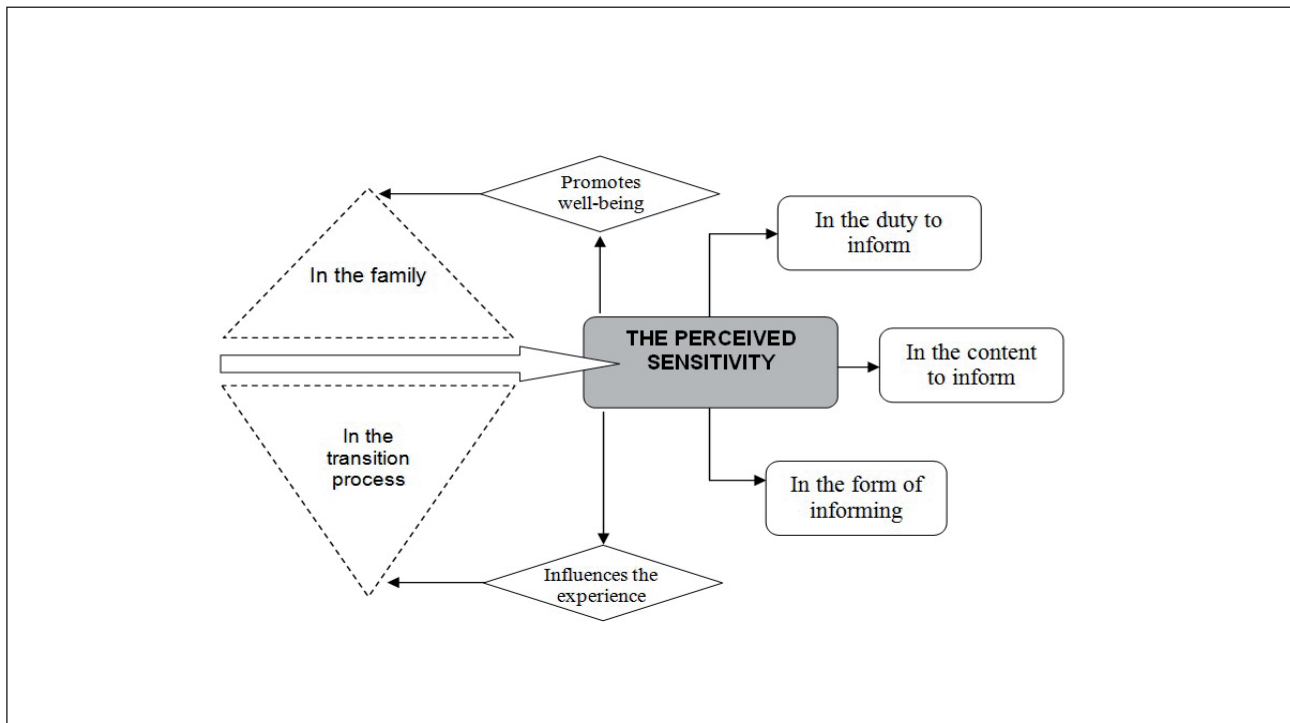 Promotes
well-being
In the duty to
inform
In the family
THE PERCEIVED
SENSITIVITY
In the content
to inform
In the
transition
process
In the form of
informing
Influences the
experience